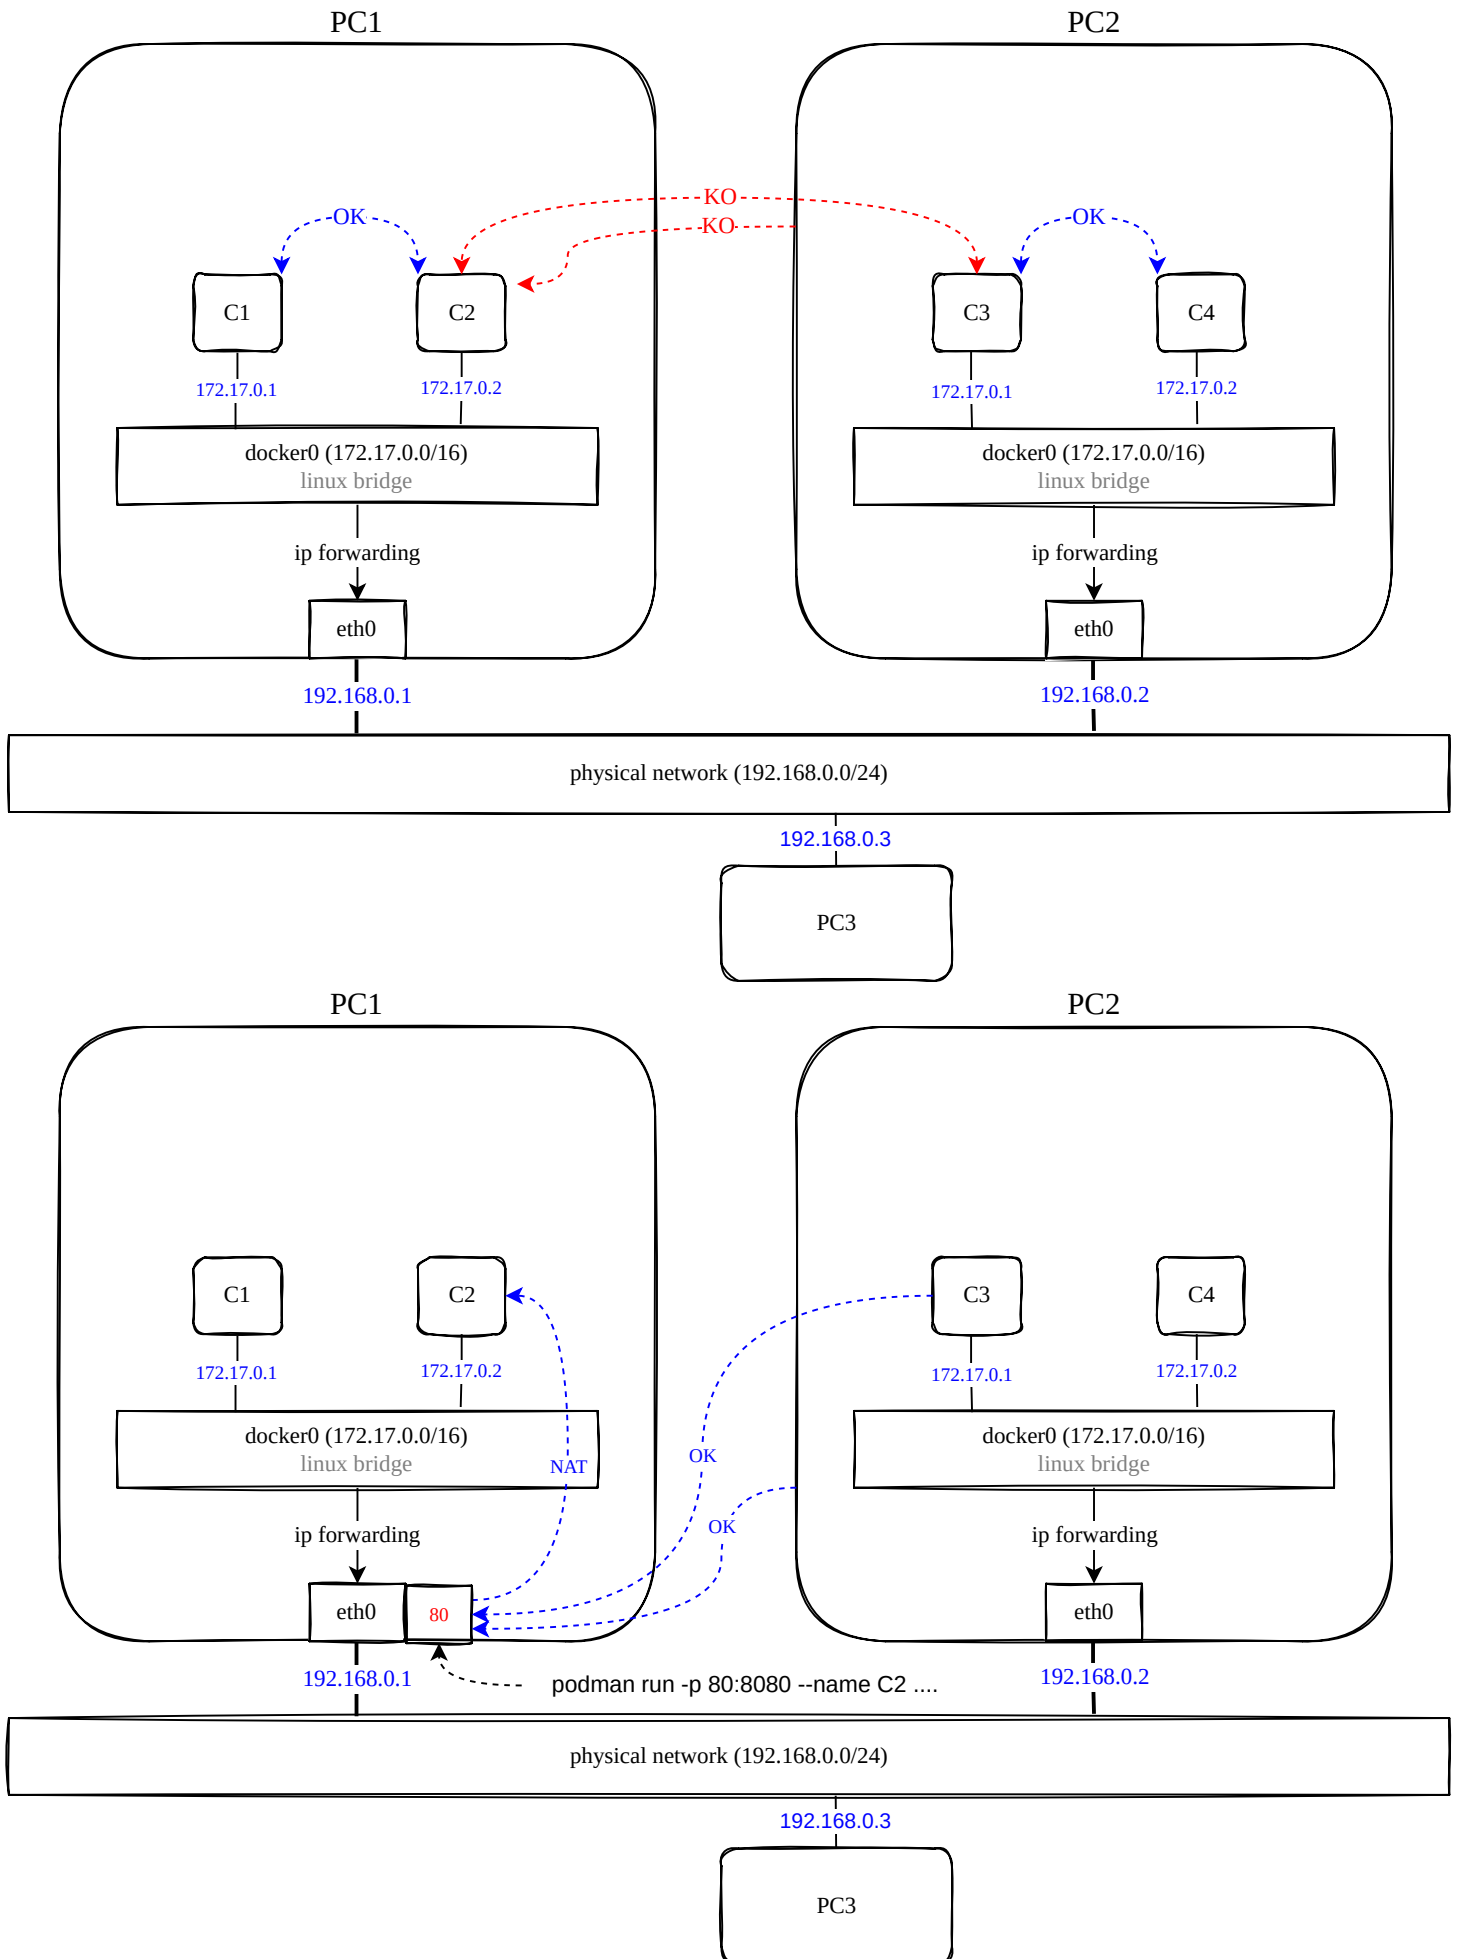 PC1
PC2
KO
OK
KO
OK
C1
C2
C3
C4
172.17.0.1
172.17.0.2
172.17.0.1
172.17.0.2
docker0 (172.17.0.0/16)
linux bridge
docker0 (172.17.0.0/16)
linux bridge
ip forwarding
ip forwarding
eth0
eth0
192.168.0.1
192.168.0.2
physical network (192.168.0.0/24)
192.168.0.3
PC3
PC1
PC2
C1
C2
C3
C4
172.17.0.1
172.17.0.2
172.17.0.1
172.17.0.2
docker0 (172.17.0.0/16)
linux bridge
docker0 (172.17.0.0/16)
linux bridge
NAT
OK
OK
ip forwarding
ip forwarding
eth0
80
eth0
192.168.0.1
podman run -p 80:8080 --name C2 ....
192.168.0.2
physical network (192.168.0.0/24)
192.168.0.3
PC3